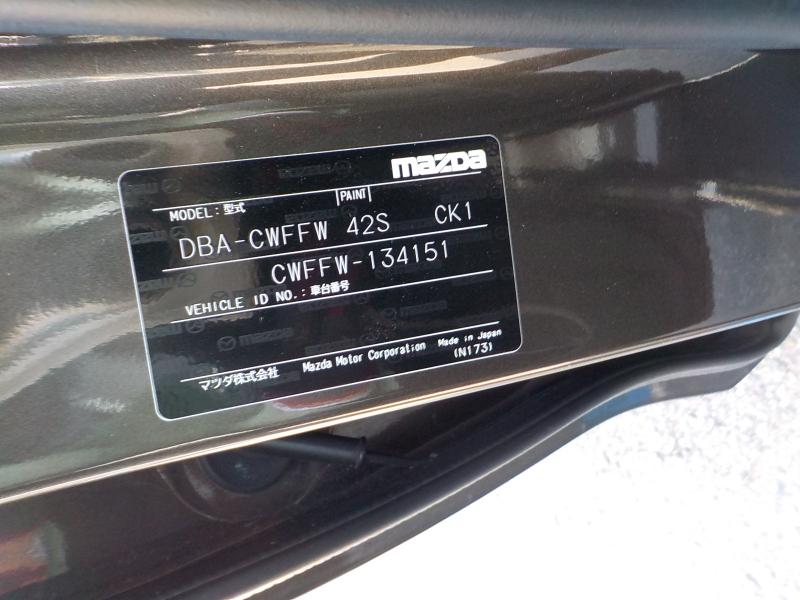 mazda
MODEL:型式 PAINT
DBA-CWFFW 42S CK1
CWFFW-134151
VEHICLE ID NO.:車台番号
マツダ株式会社 Mazda Motor Corporation Made in Japan
(N173)